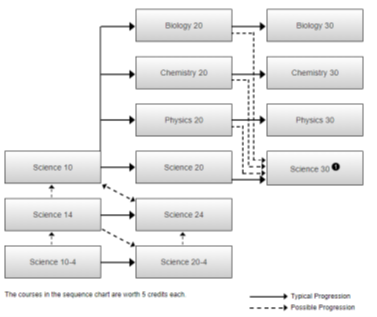 Biology 20
Biology 30
Chemistry 20
Chemistry 30
Physics 20
Physics 30
Science 10
Science 20
Science 30 1
Science 14
Science 24
Science 10-4
Science 20-4
The courses in the sequence chart are worth 5 credits each.
Typical Progression
Possible Progression